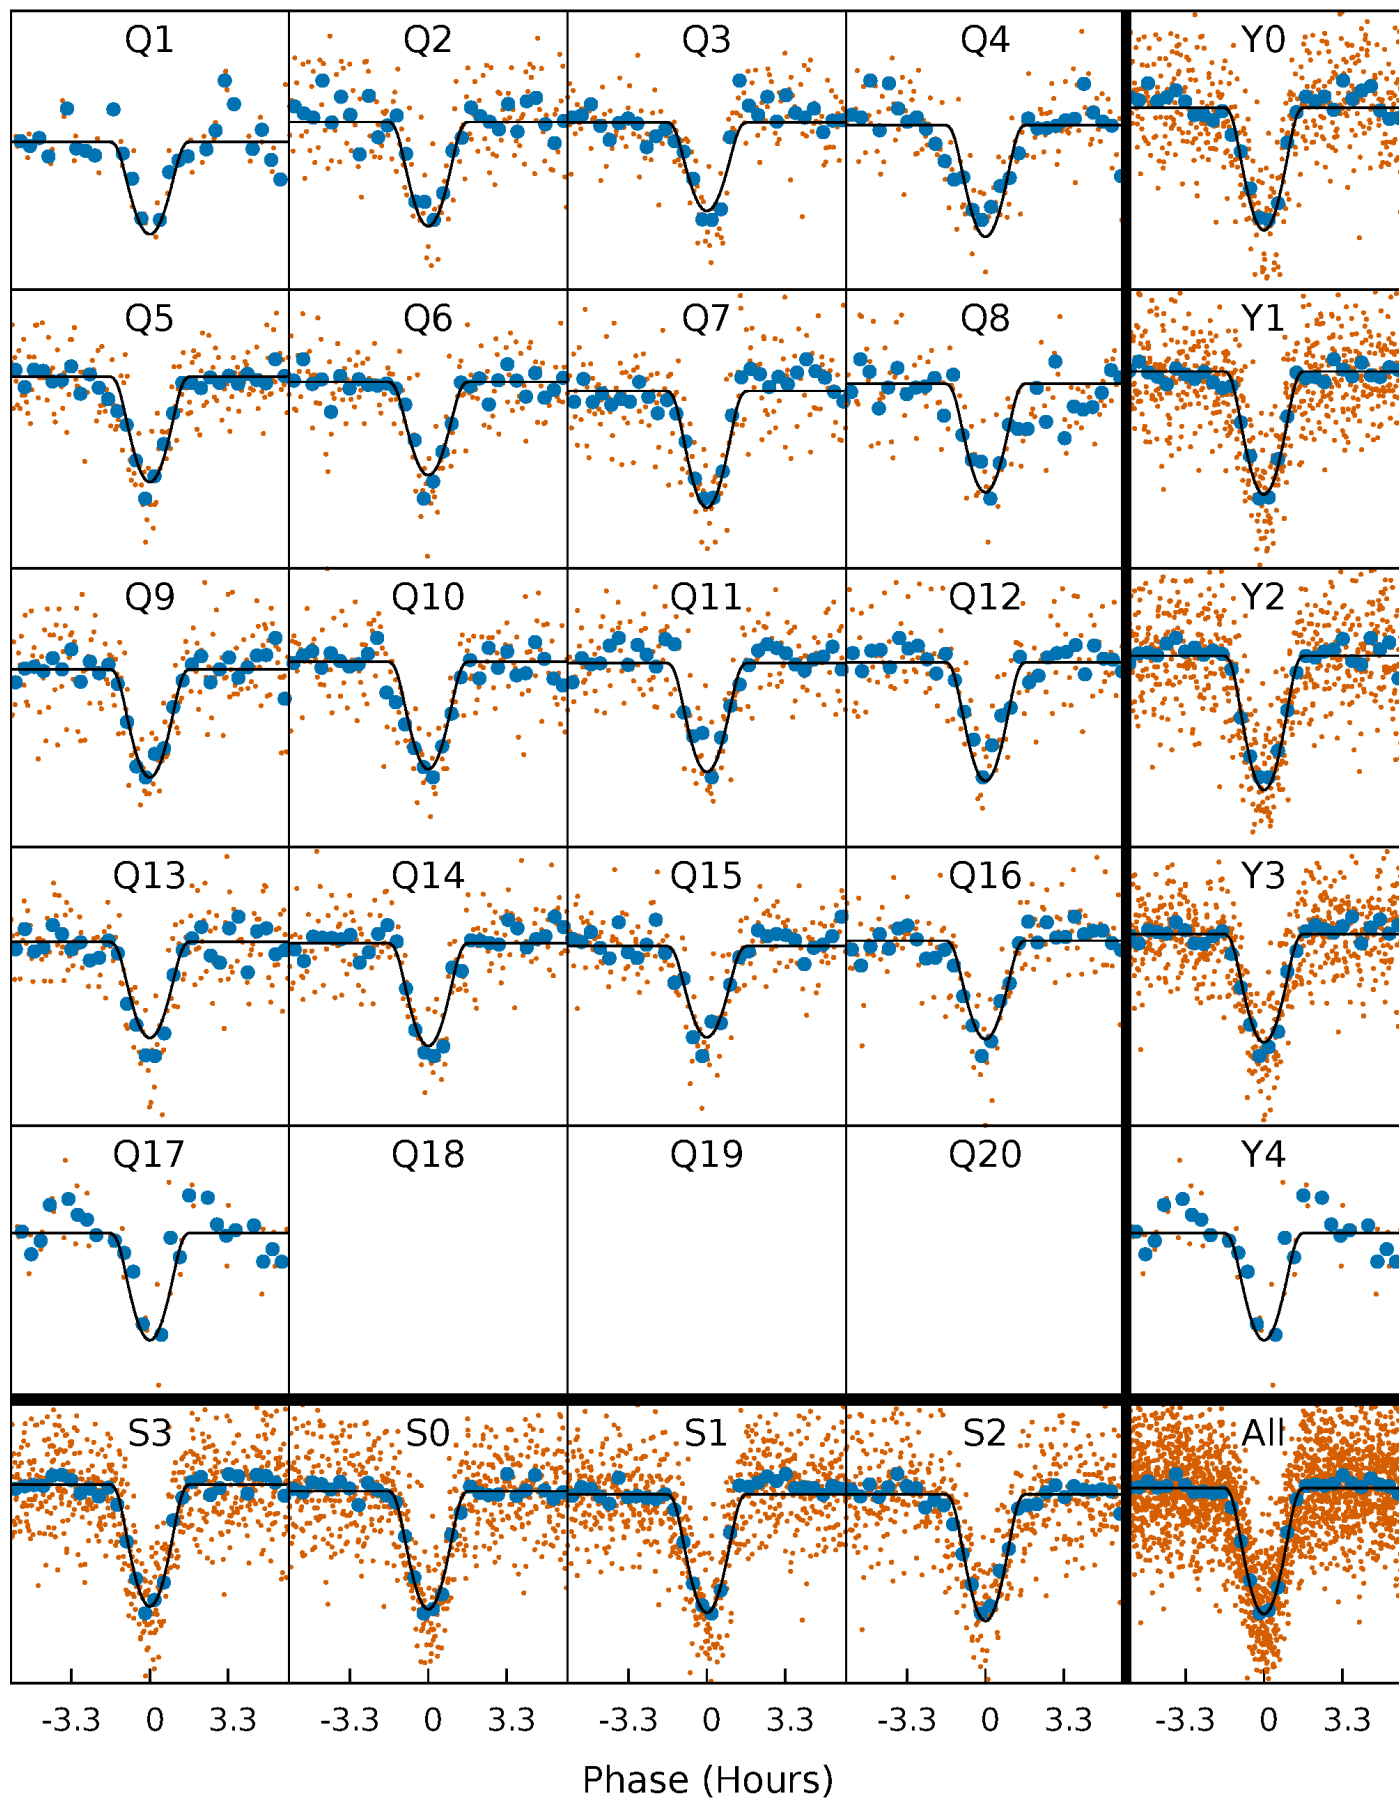 Q1 Q2 Q3 Q4 Y0
Q5 Q6 Q7 Q8 Y1
Q9 Q10 Q11 Q12 Y2
Q13 Q14 Q15 Q16 Y3
Q17 Q18 Q19 Q20 Y4
S3 S0 S1 S2 All
-3.3 0 3.3 -3.3 0 3.3 -3.3 0 3.3 -3.3 0 3.3 -3.3 0 3.3
Phase (Hours)